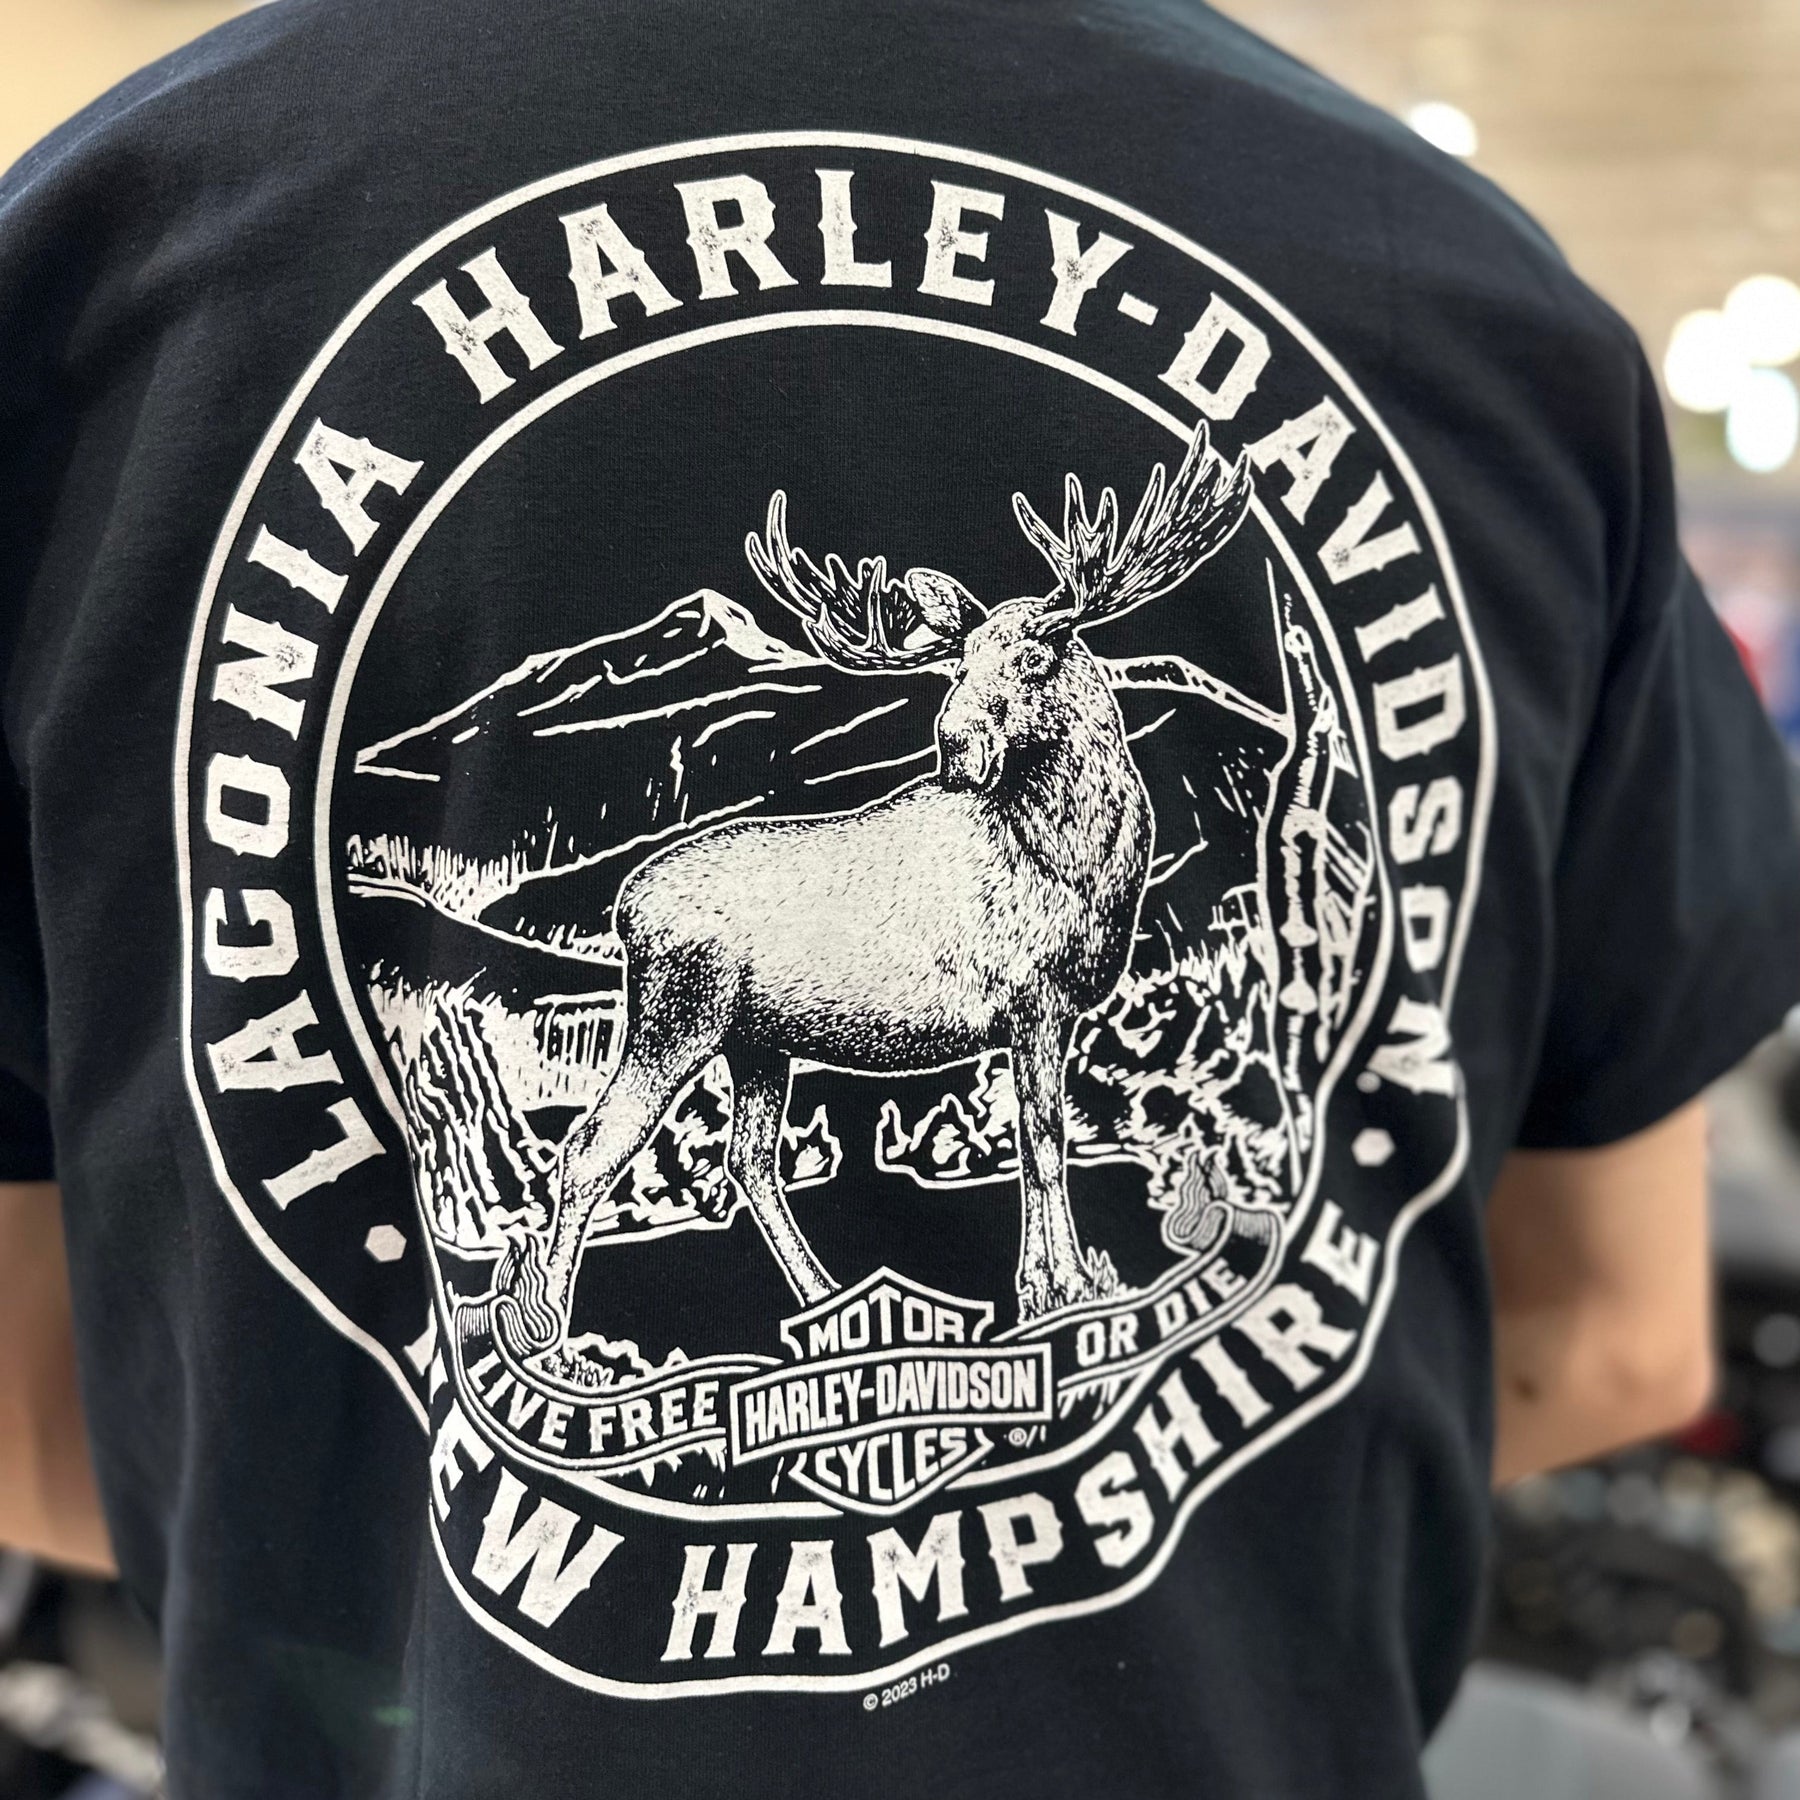 LACONIA HARLEY-DAVIDSON
LIVE FREE OR DIE
MOTOR
HARLEY-DAVIDSON
CYCLES ®
• NEW HAMPSHIRE •
© 2023 H-D